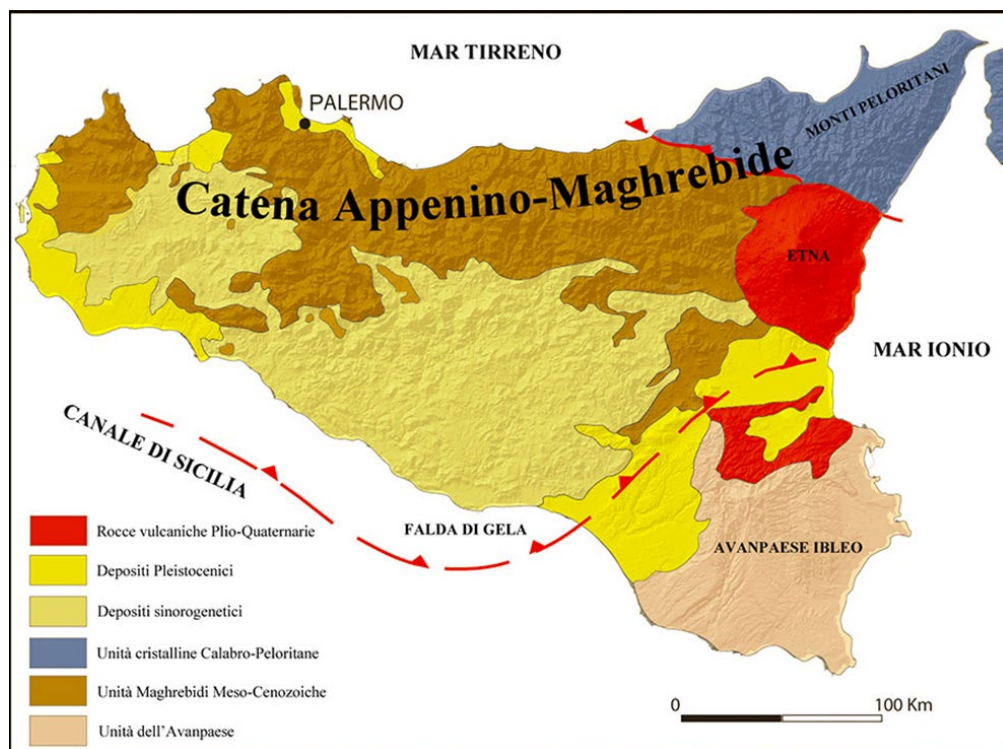 MAR TIRRENO
PALERMO
MONTI PELORITANI
Catena Appenino-Maghrebide
ETNA
MAR IONIO
CANALE DI SICILIA
FALDA DI GELA
AVANPAESE IBLEO
Rocce vulcaniche Plio-Quaternarie
Depositi Pleistocenici
Depositi sinorogenetici
Unità cristalline Calabro-Peloritane
Unità Maghrebidi Meso-Cenozoiche
Unità dell'Avanpaese
0 100 Km